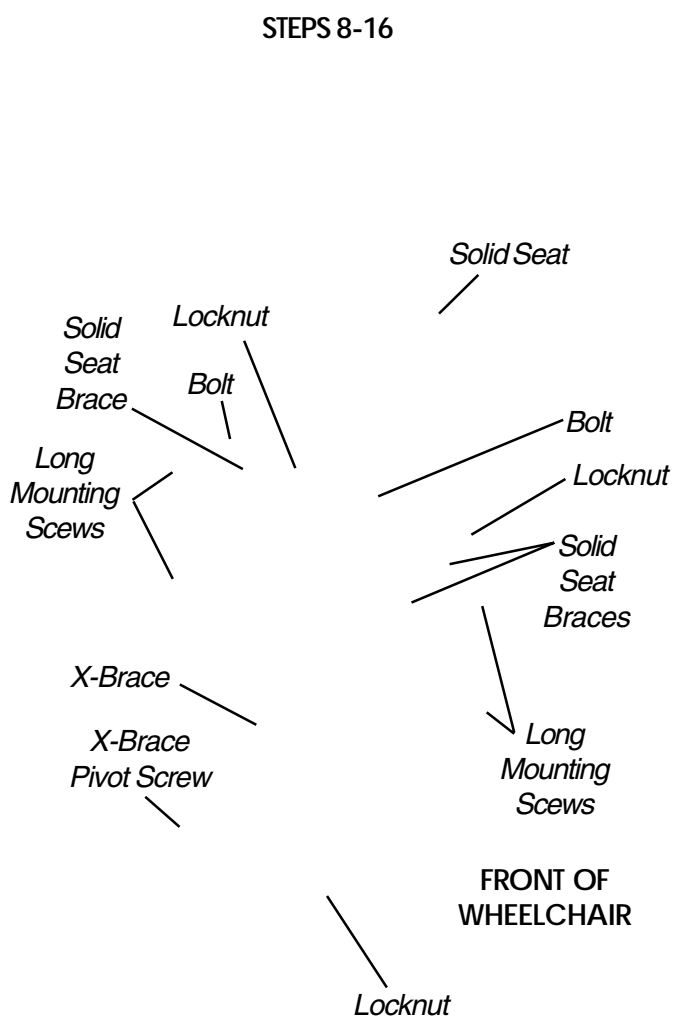 STEPS 8-16
Solid Seat
Locknut
Solid
Seat
Brace
Bolt
Bolt
Long
Mounting
Scews
Locknut
Solid
Seat
Braces
X-Brace
X-Brace
Pivot Screw
Long
Mounting
Scews
FRONT OF
WHEELCHAIR
Locknut